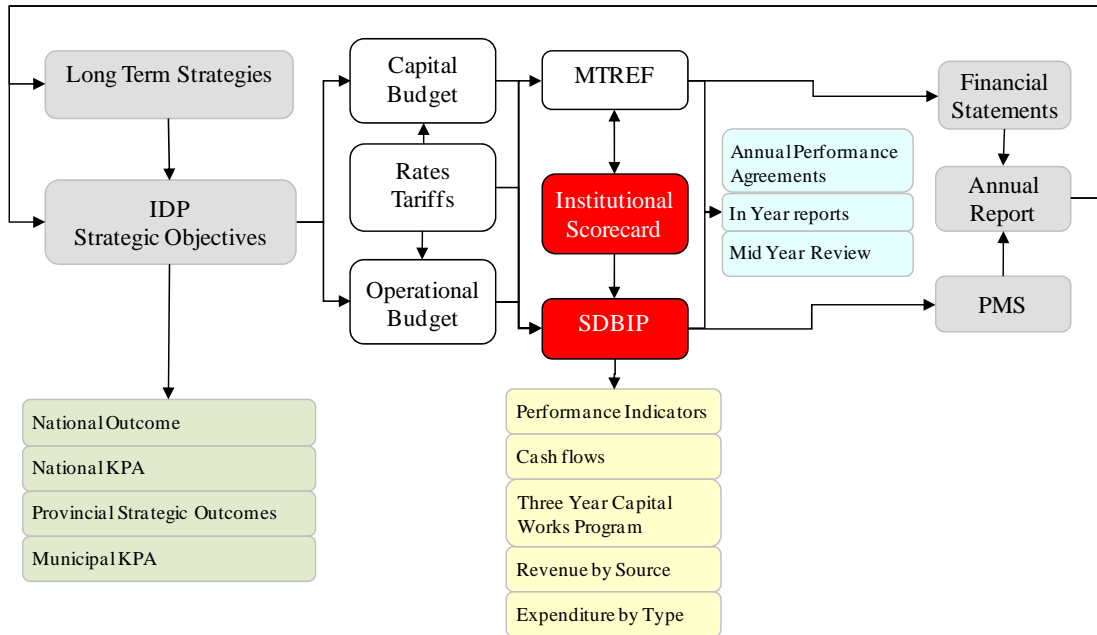 Long Term Strategies
IDP
Strategic Objectives
National Outcome
National KPA
Provincial Strategic Outcomes
Municipal KPA
Capital
Budget
Rates
Tariffs
Operational
Budget
MTREF
Institutional
Scorecard
SDBIP
Performance Indicators
Cash flows
Three Year Capital
Works Program
Revenue by Source
Expenditure by Type
Annual Performance
Agreements
In Year reports
Mid Year Review
Financial
Statements
Annual
Report
PMS